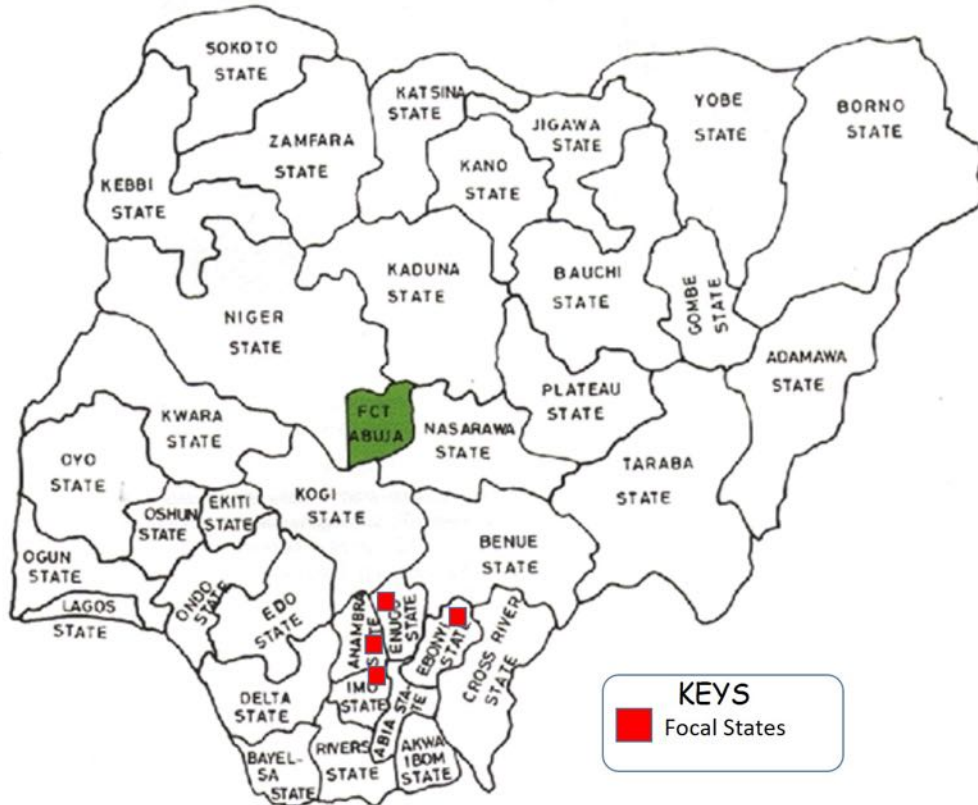 SOKOTO
STATE
KATSINA
STATE
YOBE
STATE
BORNO
STATE
JIGAWA
STATE
ZAMFARA
STATE
KANO
STATE
KEBBI
STATE
KADUNA
STATE
BAUCHI
STATE
GOMBE
STATE
NIGER
STATE
ADAMAWA
STATE
PLATEAU
STATE
FCT
ABUJA
NASARAWA
STATE
KWARA
STATE
OYO
STATE
TARABA
STATE
KOGI
STATE
EKITI
STATE
OSHUN
STATE
BENUE
STATE
OGUN
STATE
LAGOS
STATE
ONDO
STATE
EDO
STATE
ANAMBRA
ENUGU
STATE
EBONYI
STATE
CROSS RIVER
STATE
IMO
STATE
ABIA STA-
TE
DELTA
STATE
BAYEL-
SA
STATE
RIVERS
STATE
AKWA
IBOM
STATE
KEYS
Focal States